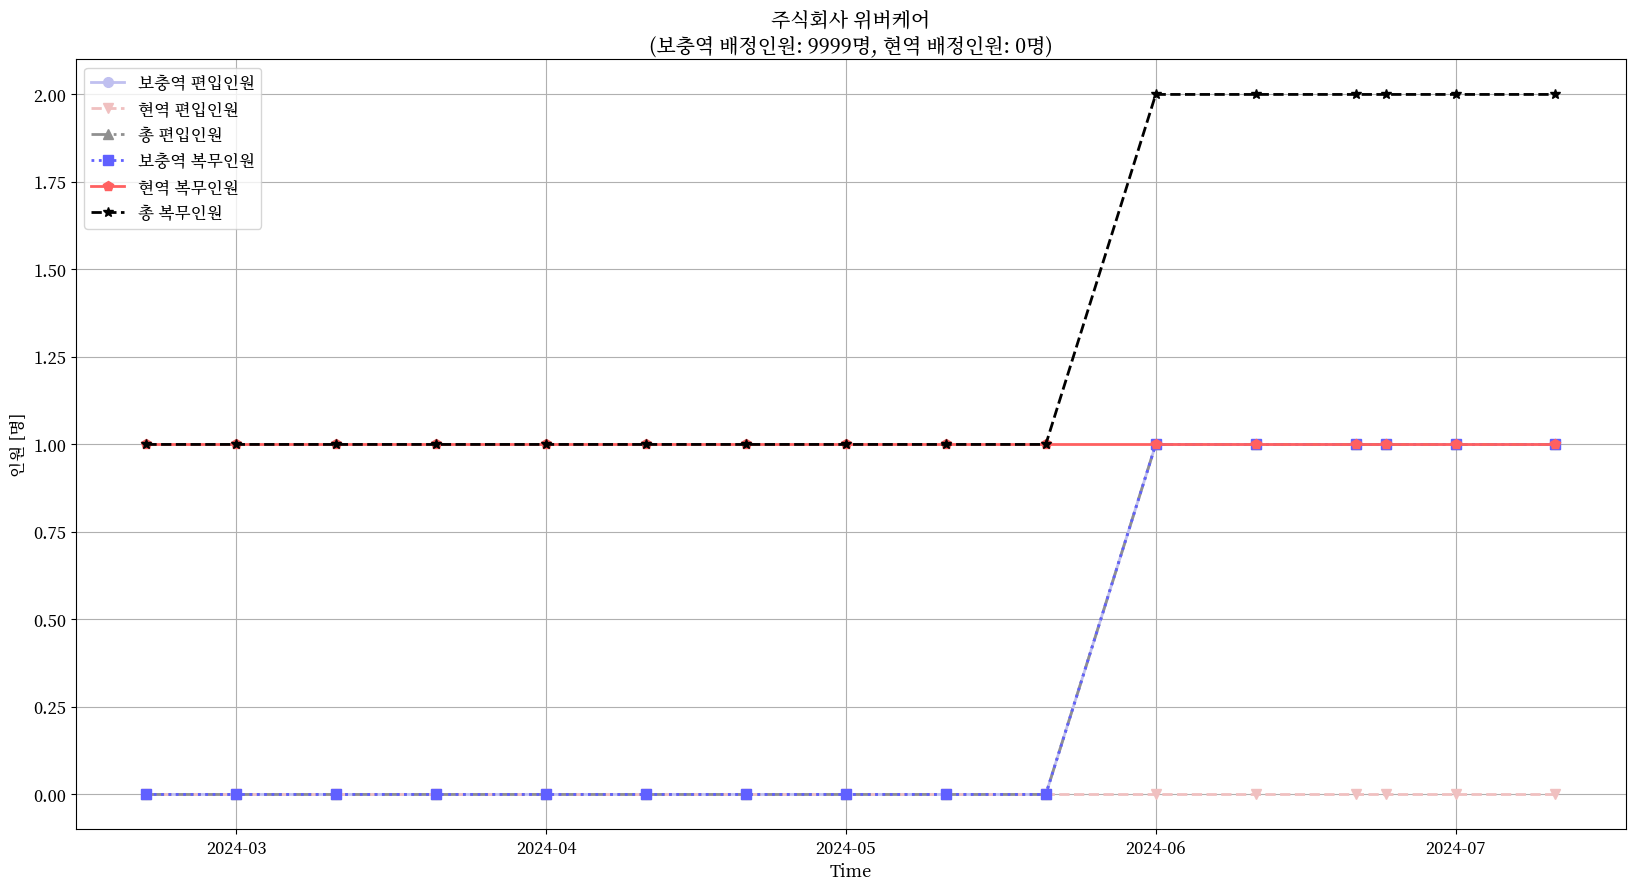 주식회사 위버케어
(보충역 배정인원: 9999명, 현역 배정인원: 0명)
보충역 편입인원
현역 편입인원
총 편입인원
보충역 복무인원
현역 복무인원
총 복무인원
2.00
1.75
1.50
1.25
1.00
0.75
0.50
0.25
0.00
인원 [명]
2024-03 2024-04 2024-05 2024-06 2024-07
Time